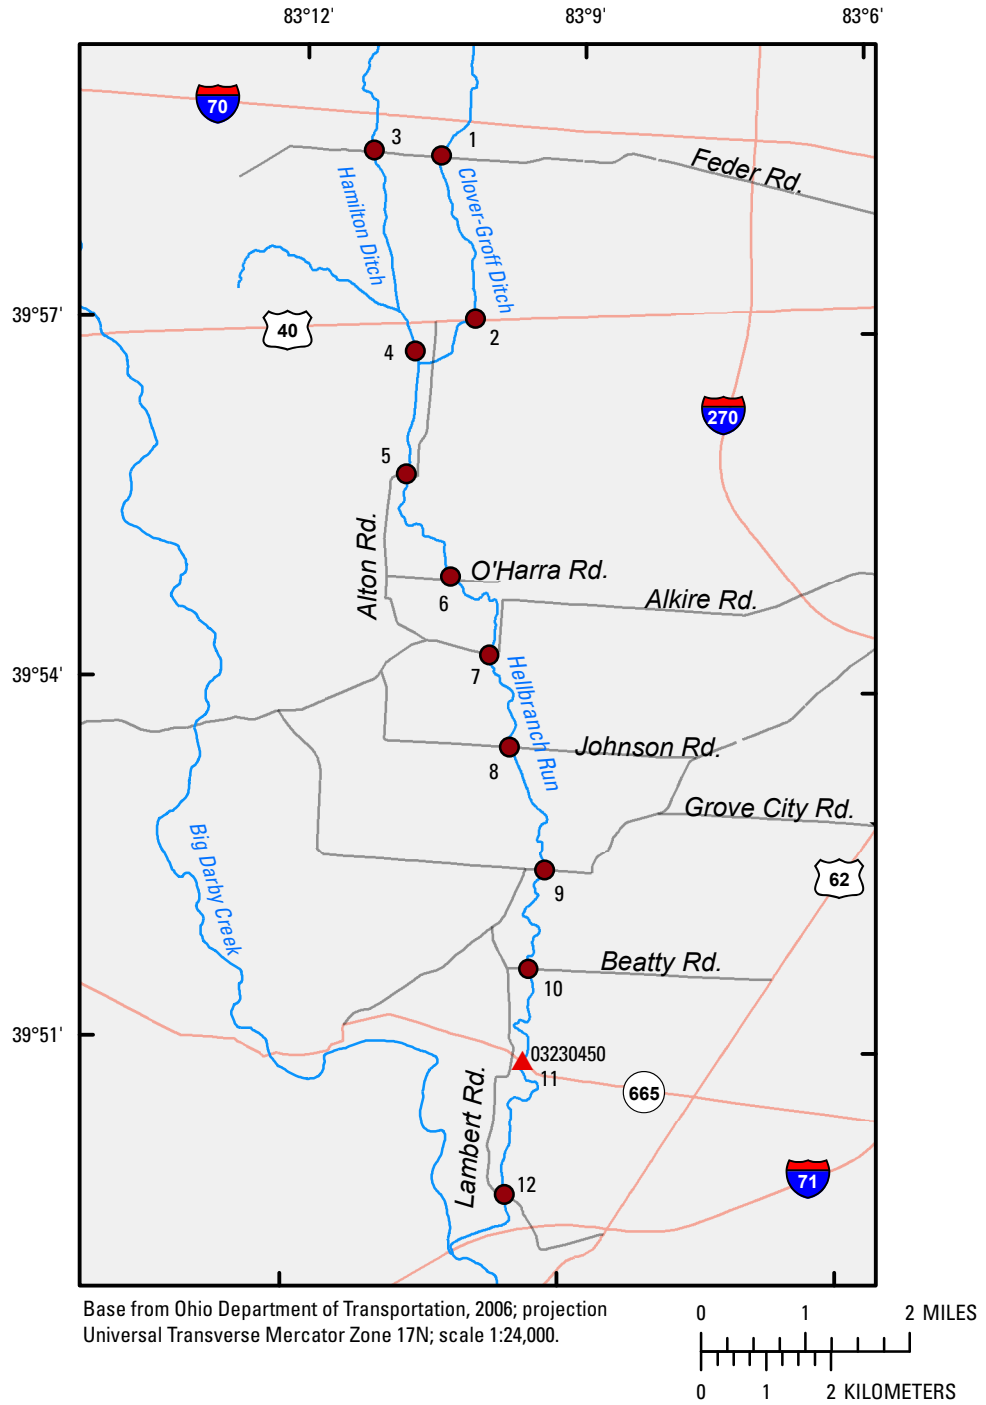 83°12' 83°9' 83°6'
70
3
1
Feder Rd.
Hamilton Ditch
Clover-Groff Ditch
39°57'
40
2
4
270
5
Alton Rd.
O'Harra Rd.
6
Alkire Rd.
39°54'
7
Hellbranch Run
Johnson Rd.
8
Grove City Rd.
Big Darby Creek
62
9
Beatty Rd.
10
39°51'
03230450
11
665
Lambert Rd.
12
71
Base from Ohio Department of Transportation, 2006; projection
Universal Transverse Mercator Zone 17N; scale 1:24,000.
0 1 2 MILES
0 1 2 KILOMETERS